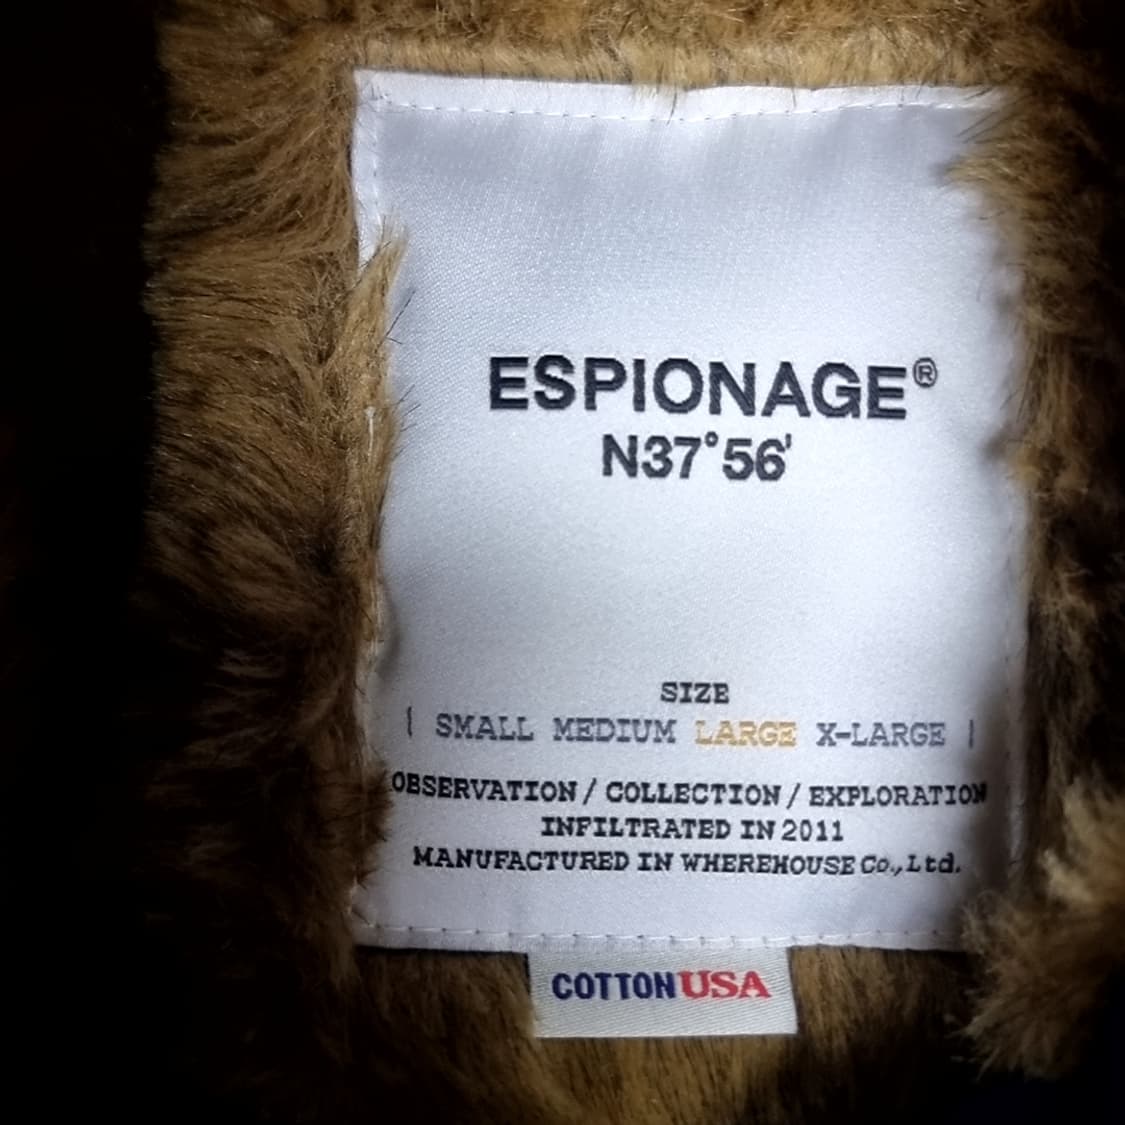 ESPIONAGE®
N37°56'
SIZE
| SMALL MEDIUM LARGE X-LARGE |
OBSERVATION / COLLECTION / EXPLORATION
INFILTRATED IN 2011
MANUFACTURED IN WHEREHOUSE Co., Ltd.
COTTON USA